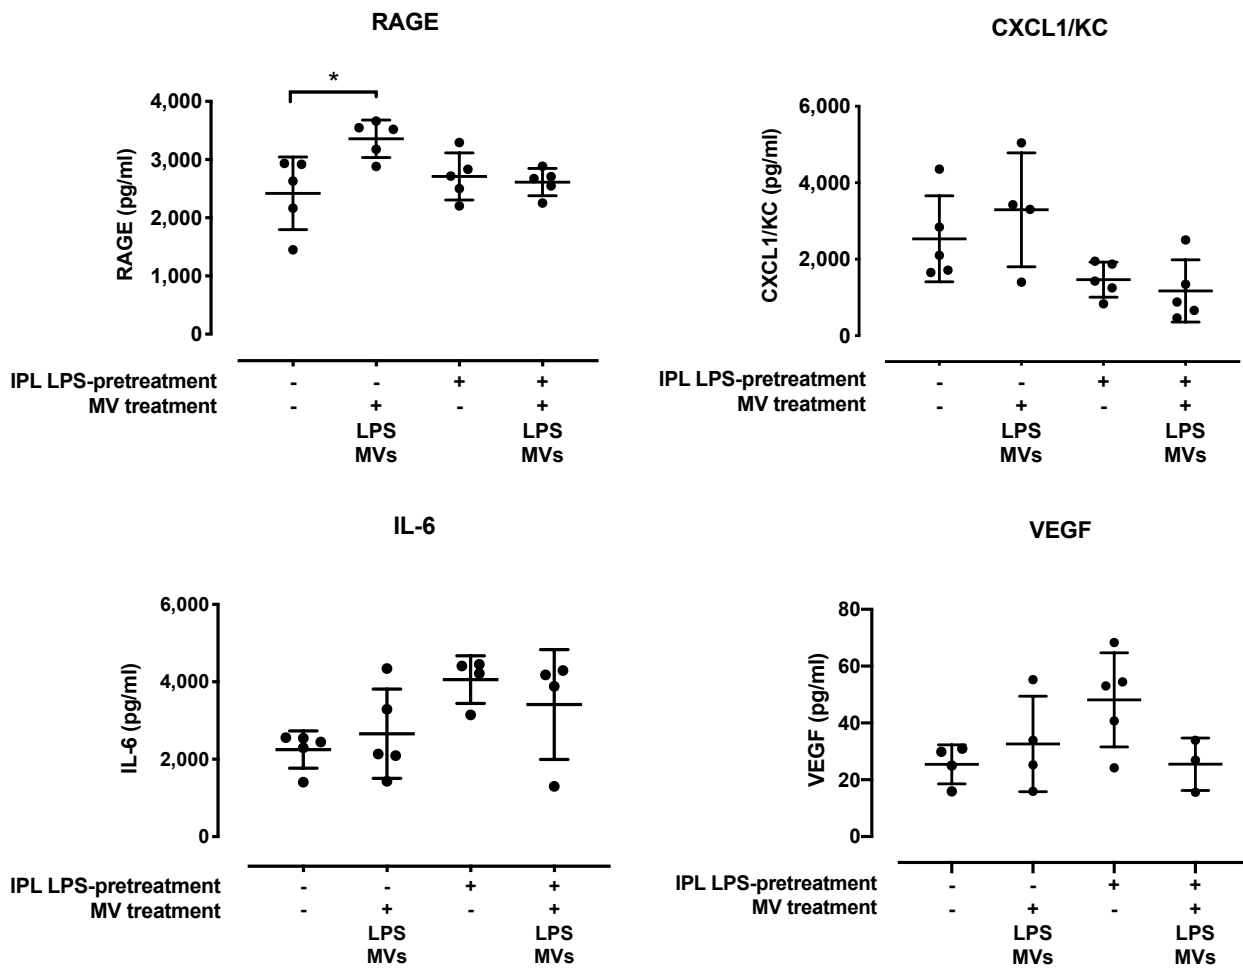 RAGE
*
4,000
3,000
2,000
1,000
0
RAGE (pg/ml)
IPL LPS-pretreatment - - + +
MV treatment - + - +
LPS LPS
MVs MVs
CXCL1/KC
6,000
4,000
2,000
0
CXCL1/KC (pg/ml)
IPL LPS-pretreatment - - + +
MV treatment - + - +
LPS LPS
MVs MVs
IL-6
6,000
4,000
2,000
0
IL-6 (pg/ml)
IPL LPS-pretreatment - - + +
MV treatment - + - +
LPS LPS
MVs MVs
VEGF
80
60
40
20
0
VEGF (pg/ml)
IPL LPS-pretreatment - - + +
MV treatment - + - +
LPS LPS
MVs MVs